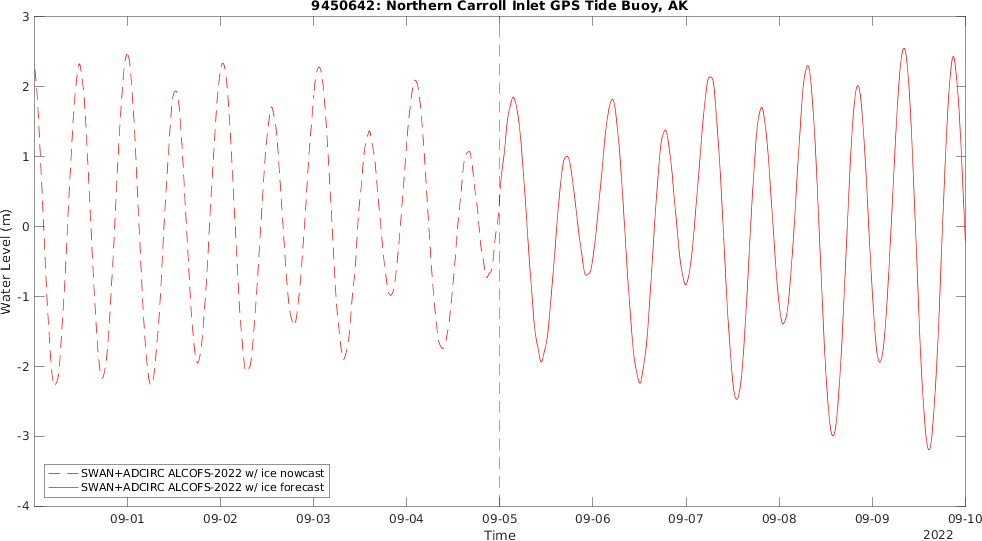 9450642: Northern Carroll Inlet GPS Tide Buoy, AK
3
2
1
0
-1
-2
-3
-4
Water Level (m)
SWAN+ADCIRC ALCOFS-2022 w/ ice nowcast
SWAN+ADCIRC ALCOFS-2022 w/ ice forecast
09-01 09-02 09-03 09-04 09-05 09-06 09-07 09-08 09-09 09-10
Time
2022